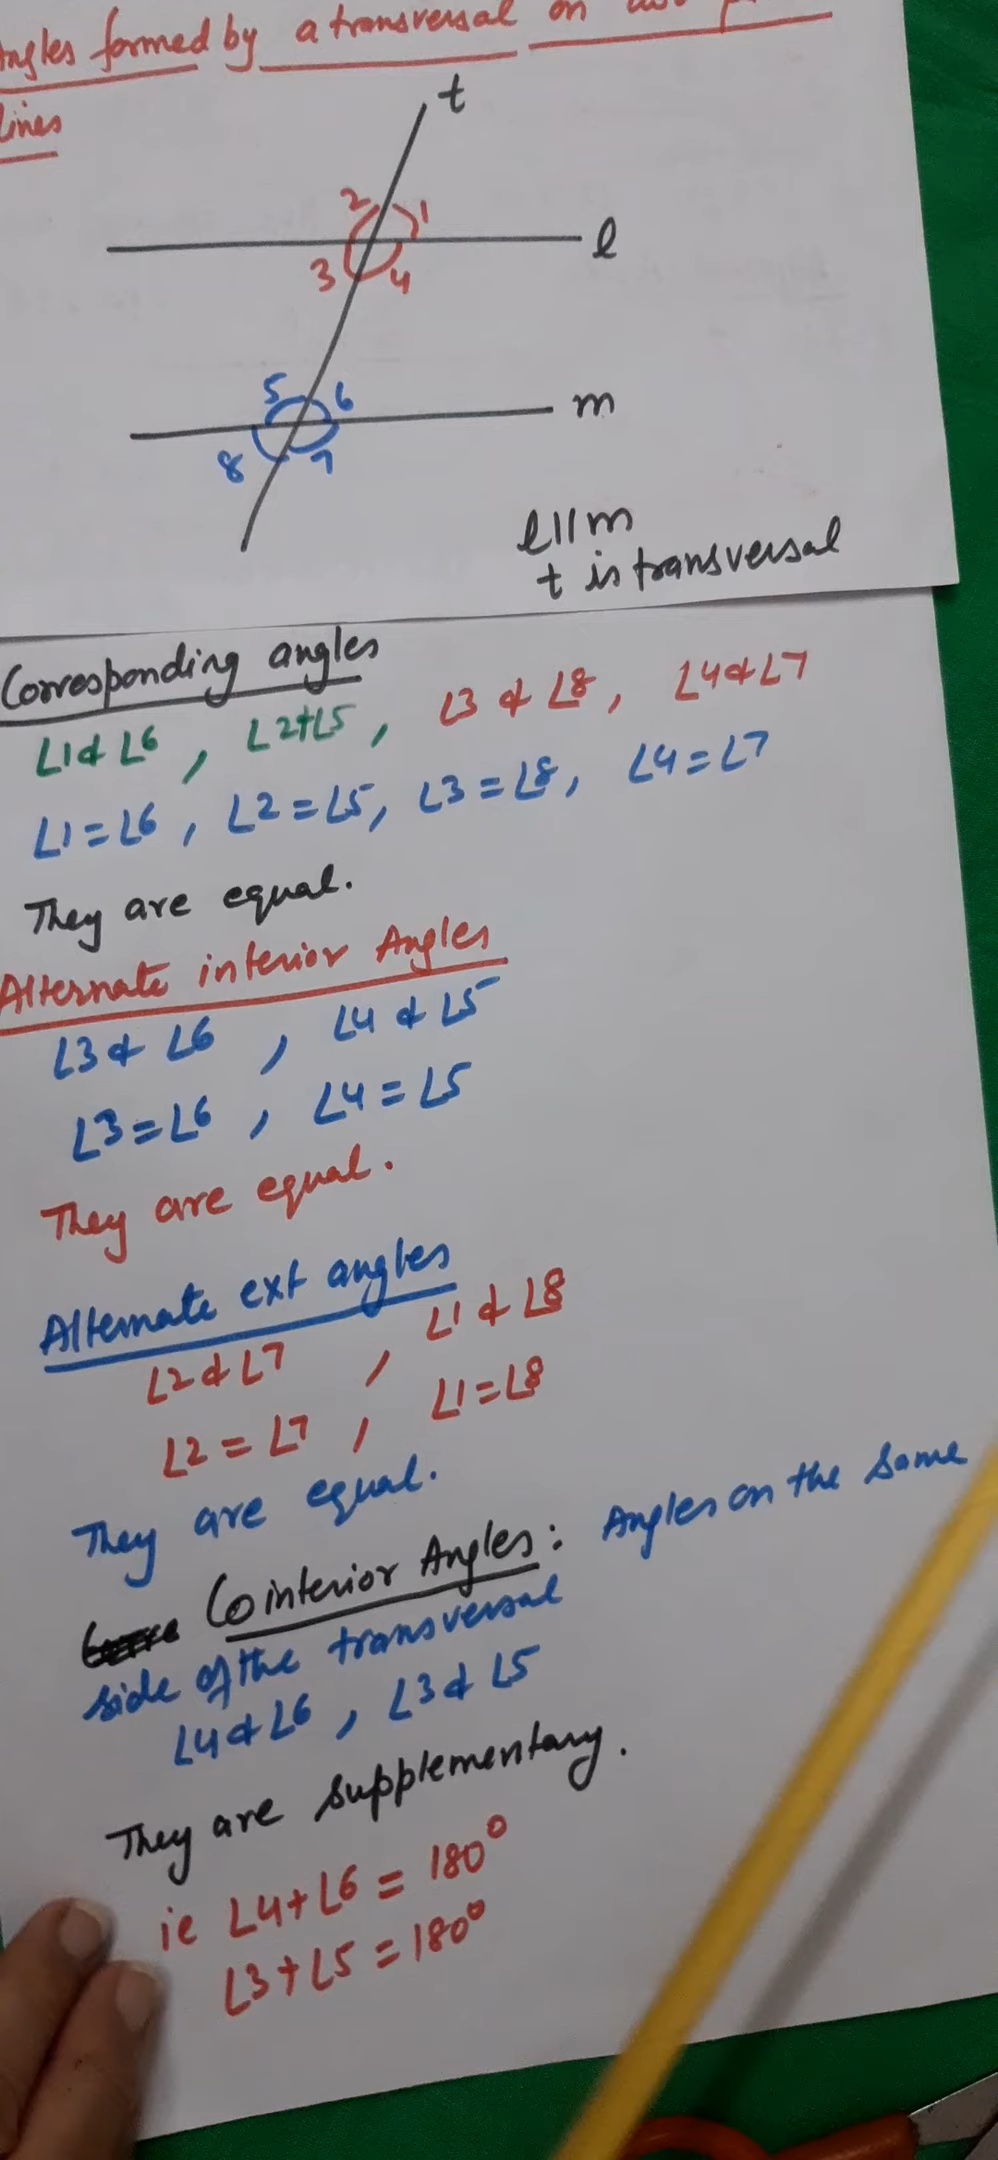 Angles formed by a transversal on two
lines
t
2 1
l
3 4
5 6
m
8 7
l || m
t is transversal
Corresponding angles
∠1 & ∠6 , ∠2 & ∠5 , ∠3 & ∠8 , ∠4 & ∠7
∠1 = ∠6 , ∠2 = ∠5 , ∠3 = ∠8 , ∠4 = ∠7
They are equal.
Alternate interior Angles
∠3 & ∠6 , ∠4 & ∠5
∠3 = ∠6 , ∠4 = ∠5
They are equal.
Alternate ext angles
∠2 & ∠7 , ∠1 & ∠8
∠2 = ∠7 , ∠1 = ∠8
They are equal.
Cointerior Angles : Angles on the same
side of the transversal
∠4 & ∠6 , ∠3 & ∠5
They are supplementary.
ie ∠4 + ∠6 = 180°
∠3 + ∠5 = 180°